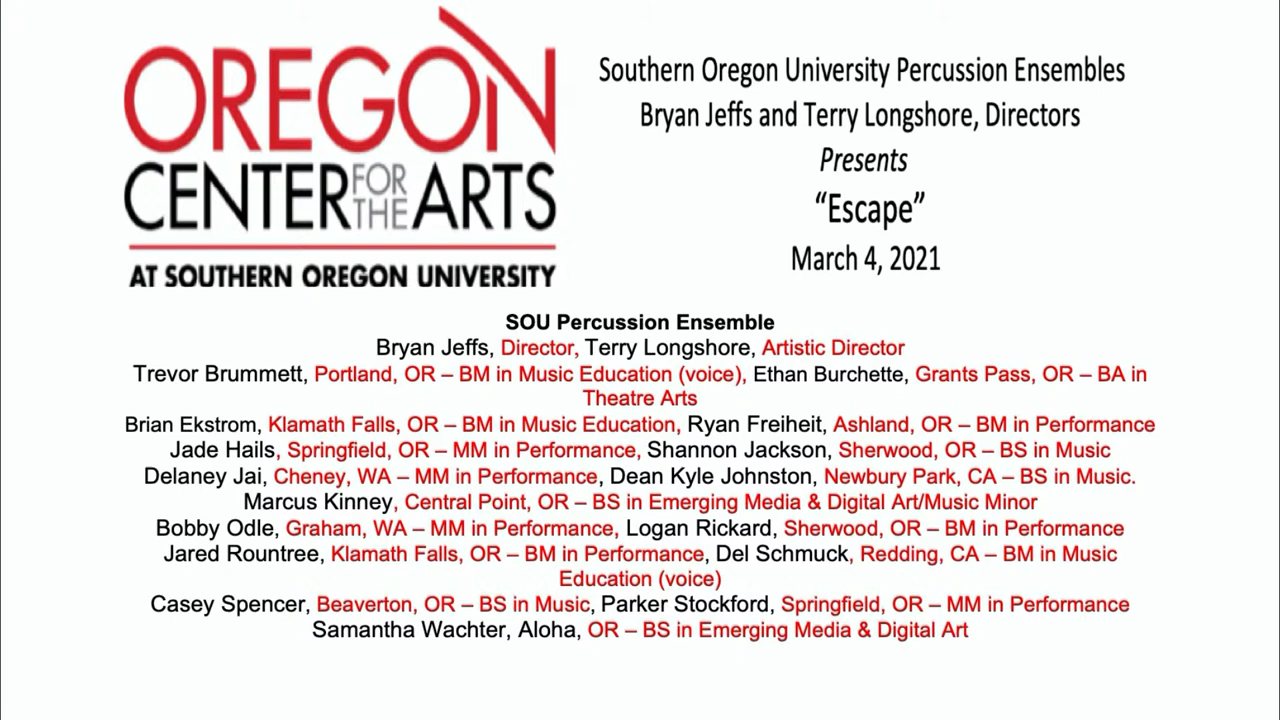 OREGON
CENTER FOR THE ARTS
AT SOUTHERN OREGON UNIVERSITY
Southern Oregon University Percussion Ensembles
Bryan Jeffs and Terry Longshore, Directors
Presents
“Escape”
March 4, 2021
SOU Percussion Ensemble
Bryan Jeffs, Director, Terry Longshore, Artistic Director
Trevor Brummett, Portland, OR – BM in Music Education (voice), Ethan Burchette, Grants Pass, OR – BA in
Theatre Arts
Brian Ekstrom, Klamath Falls, OR – BM in Music Education, Ryan Freiheit, Ashland, OR – BM in Performance
Jade Hails, Springfield, OR – MM in Performance, Shannon Jackson, Sherwood, OR – BS in Music
Delaney Jai, Cheney, WA – MM in Performance, Dean Kyle Johnston, Newbury Park, CA – BS in Music.
Marcus Kinney, Central Point, OR – BS in Emerging Media & Digital Art/Music Minor
Bobby Odle, Graham, WA – MM in Performance, Logan Rickard, Sherwood, OR – BM in Performance
Jared Rountree, Klamath Falls, OR – BM in Performance, Del Schmuck, Redding, CA – BM in Music
Education (voice)
Casey Spencer, Beaverton, OR – BS in Music, Parker Stockford, Springfield, OR – MM in Performance
Samantha Wachter, Aloha, OR – BS in Emerging Media & Digital Art